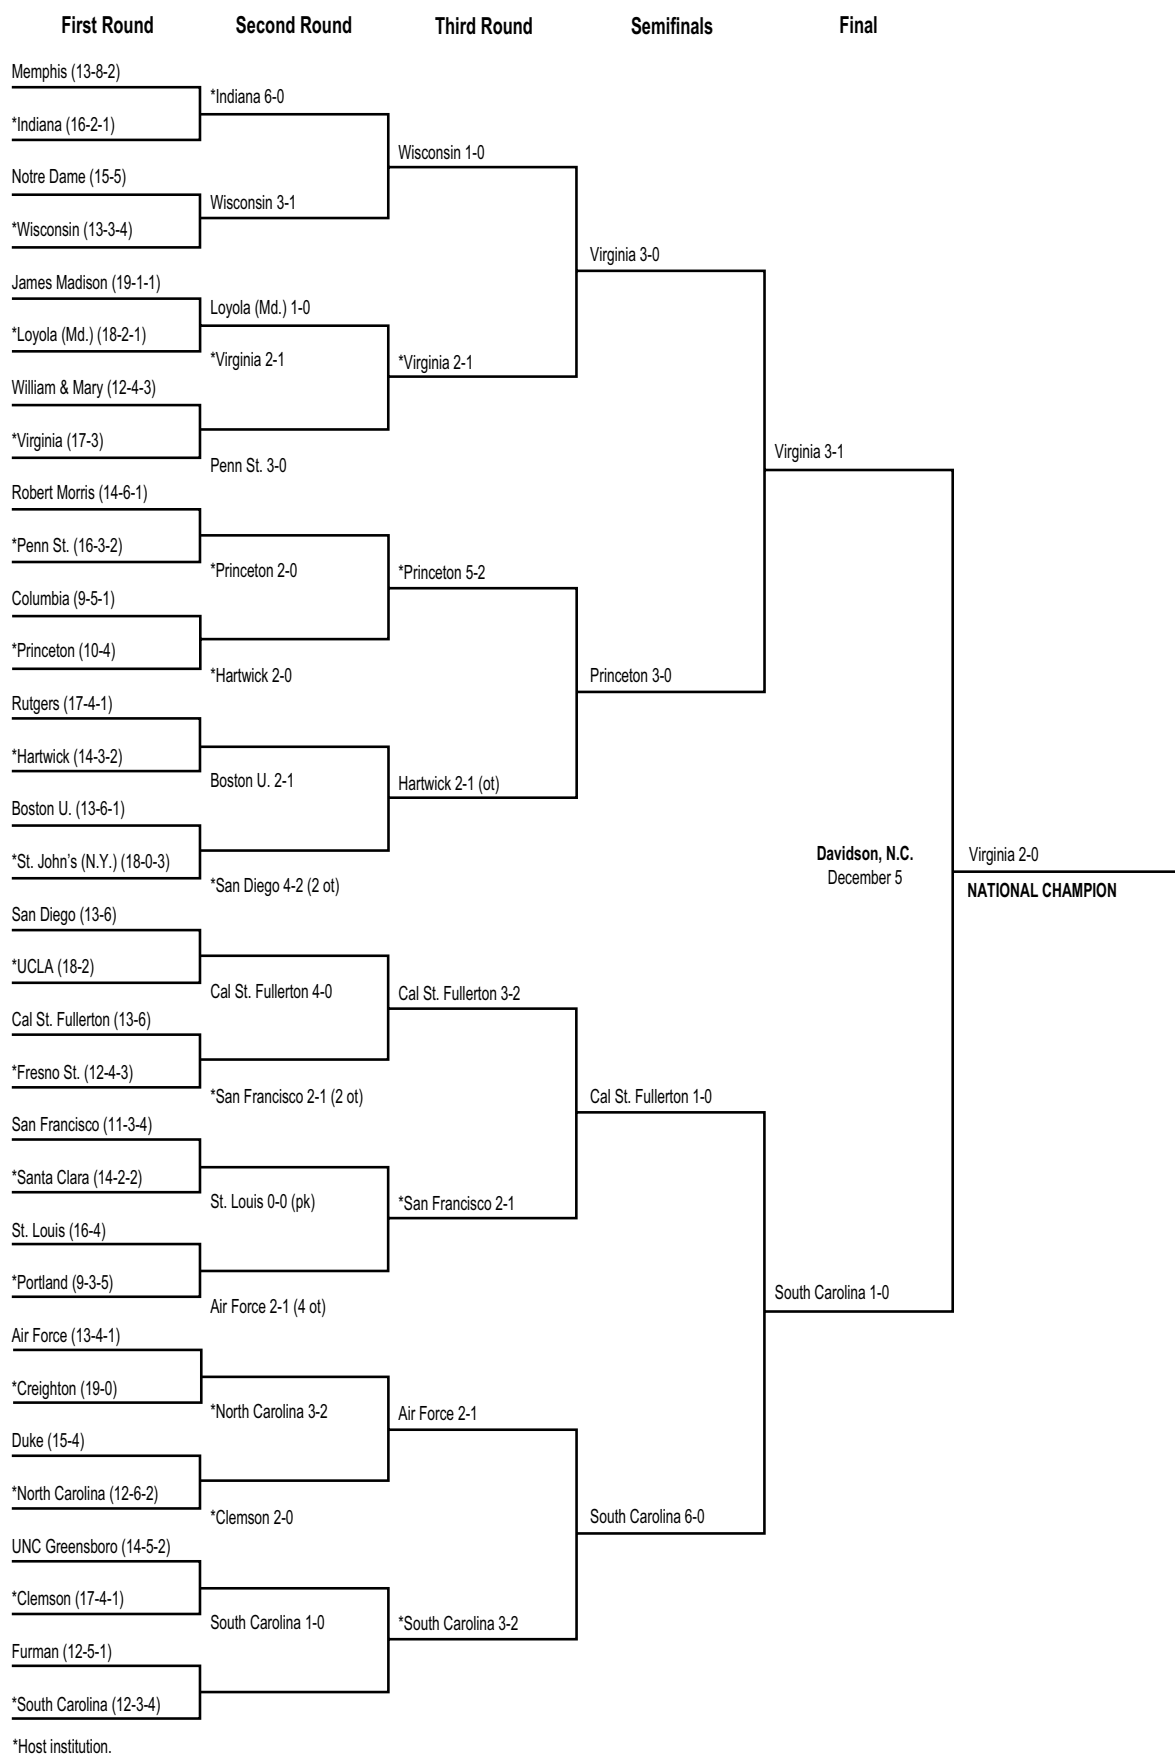 First Round
Second Round
Third Round
Semifinals
Final
Memphis (13-8-2)
*Indiana (16-2-1)
Notre Dame (15-5)
*Wisconsin (13-3-4)
James Madison (19-1-1)
*Loyola (Md.) (18-2-1)
William & Mary (12-4-3)
*Virginia (17-3)
Robert Morris (14-6-1)
*Penn St. (16-3-2)
Columbia (9-5-1)
*Princeton (10-4)
Rutgers (17-4-1)
*Hartwick (14-3-2)
Boston U. (13-6-1)
*St. John’s (N.Y.) (18-0-3)
San Diego (13-6)
*UCLA (18-2)
Cal St. Fullerton (13-6)
*Fresno St. (12-4-3)
San Francisco (11-3-4)
*Santa Clara (14-2-2)
St. Louis (16-4)
*Portland (9-3-5)
Air Force (13-4-1)
*Creighton (19-0)
Duke (15-4)
*North Carolina (12-6-2)
UNC Greensboro (14-5-2)
*Clemson (17-4-1)
Furman (12-5-1)
*South Carolina (12-3-4)
*Indiana 6-0
Wisconsin 3-1
Loyola (Md.) 1-0
*Virginia 2-1
Penn St. 3-0
*Princeton 2-0
*Hartwick 2-0
Boston U. 2-1
*San Diego 4-2 (2 ot)
Cal St. Fullerton 4-0
*San Francisco 2-1 (2 ot)
St. Louis 0-0 (pk)
Air Force 2-1 (4 ot)
*North Carolina 3-2
*Clemson 2-0
South Carolina 1-0
Wisconsin 1-0
*Virginia 2-1
*Princeton 5-2
Hartwick 2-1 (ot)
Cal St. Fullerton 3-2
*San Francisco 2-1
Air Force 2-1
*South Carolina 3-2
Virginia 3-0
Princeton 3-0
Cal St. Fullerton 1-0
South Carolina 6-0
Virginia 3-1
South Carolina 1-0
Davidson, N.C.
December 5
Virginia 2-0
NATIONAL CHAMPION
*Host institution.